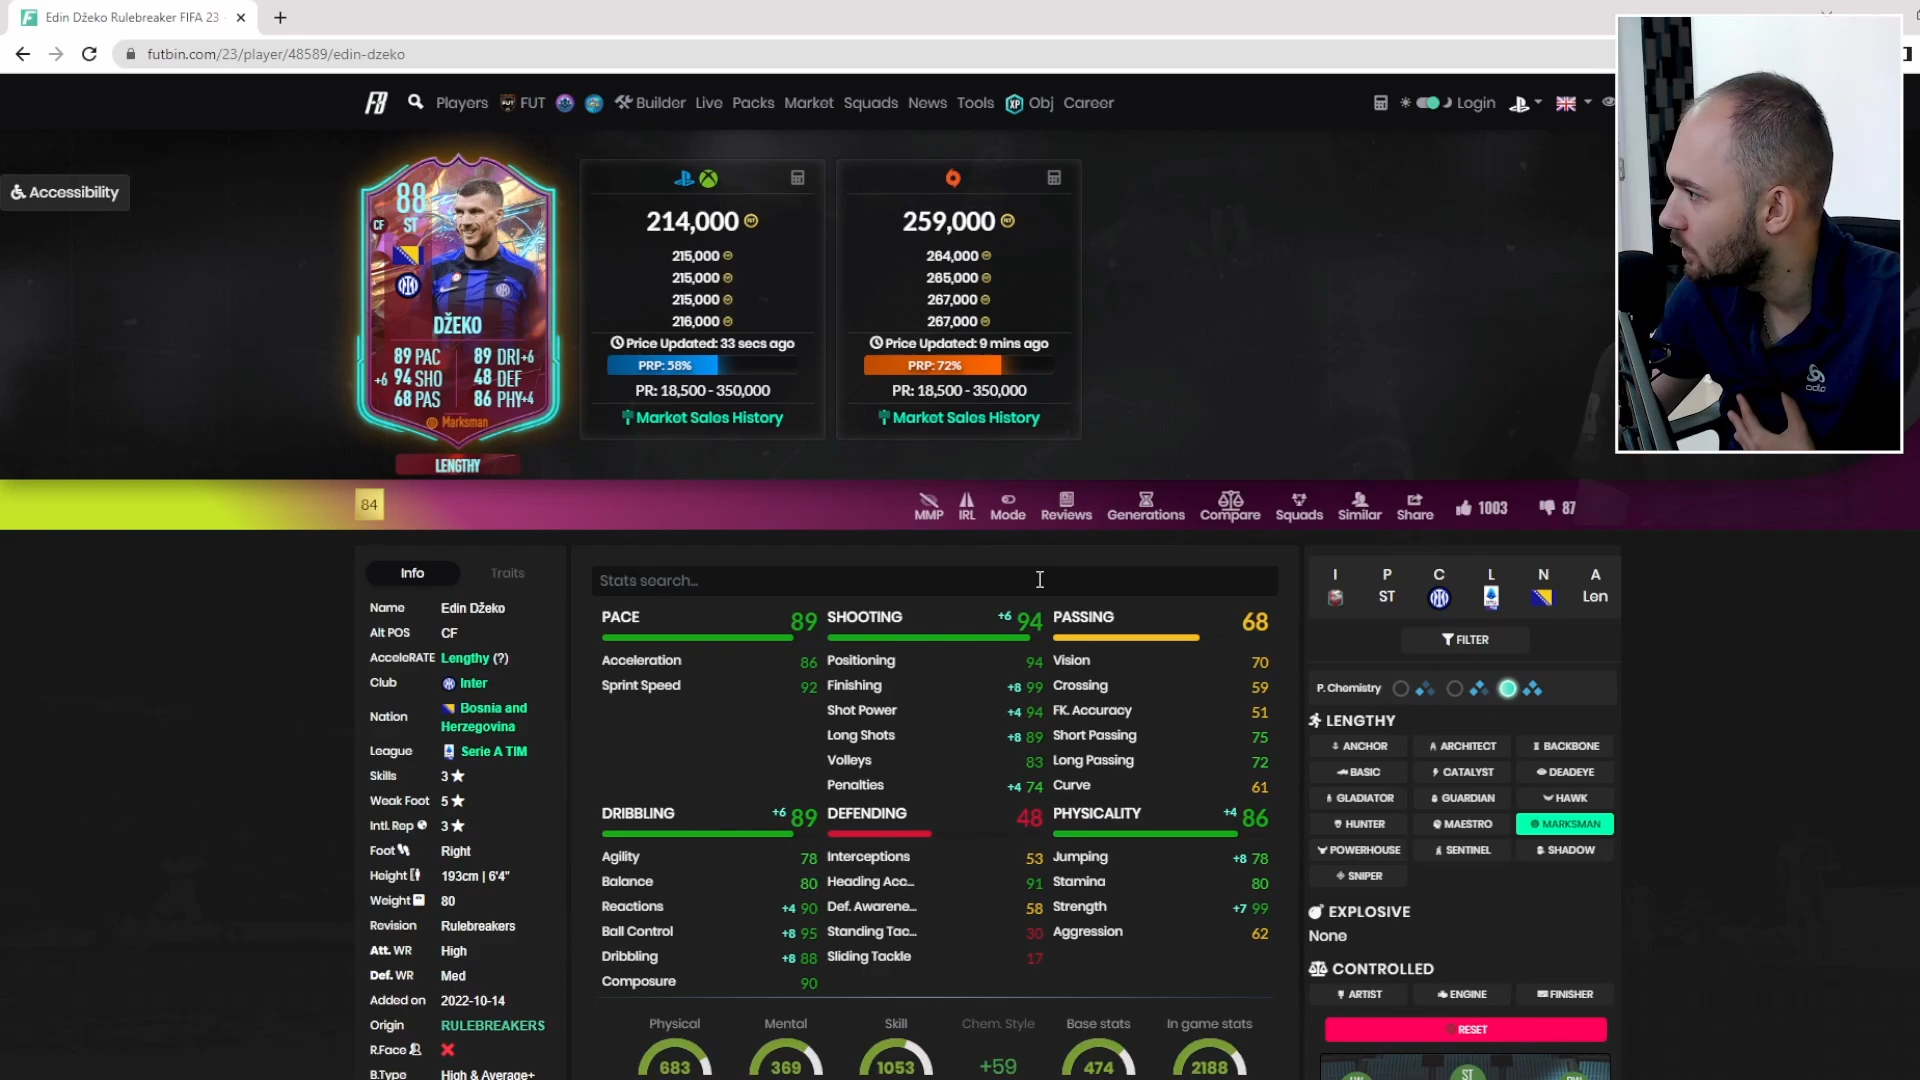 Edin Džeko Rulebreaker FIFA 23
futbin.com/23/player/48589/edin-dzeko
Players FUT Builder Live Packs Market Squads News Tools XP Obj Career Login
Accessibility
88
ST
CF
DŽEKO
89 PAC 89 DRI+6
+6 94 SHO 48 DEF
68 PAS 86 PHY+4
Marksman
LENGTHY
214,000
215,000
215,000
215,000
216,000
Price Updated: 33 secs ago
PRP: 58%
PR: 18,500 - 350,000
Market Sales History
259,000
264,000
265,000
267,000
267,000
Price Updated: 9 mins ago
PRP: 72%
PR: 18,500 - 350,000
Market Sales History
odlo
84
MMP IRL Mode Reviews Generations Compare Squads Similar Share 1003 87
Info Traits
Name Edin Džeko
Alt POS CF
AcceleRATE Lengthy (?)
Club Inter
Nation Bosnia and
Herzegovina
League Serie A TIM
Skills 3
Weak Foot 5
Intl. Rep 3
Foot Right
Height 193cm | 6'4"
Weight 80
Revision Rulebreakers
Att. WR High
Def. WR Med
Added on 2022-10-14
Origin RULEBREAKERS
R.Face
B.Type High & Average+
Stats search...
PACE 89
Acceleration 86
Sprint Speed 92
SHOOTING +6 94
Positioning 94
Finishing +8 99
Shot Power +4 94
Long Shots +8 89
Volleys 83
Penalties +4 74
PASSING 68
Vision 70
Crossing 59
FK. Accuracy 51
Short Passing 75
Long Passing 72
Curve 61
DRIBBLING +6 89
Agility 78
Balance 80
Reactions +4 90
Ball Control +8 95
Dribbling +8 88
Composure 90
DEFENDING 48
Interceptions 53
Heading Acc... 91
Def. Awarene... 58
Standing Tac... 30
Sliding Tackle 17
PHYSICALITY +4 86
Jumping +8 78
Stamina 80
Strength +7 99
Aggression 62
Physical Mental Skill Chem. Style Base stats In game stats
683 369 1053 +59 474 2188
I P C L N A
ST Len
FILTER
P. Chemistry
LENGTHY
ANCHOR ARCHITECT BACKBONE
BASIC CATALYST DEADEYE
GLADIATOR GUARDIAN HAWK
HUNTER MAESTRO MARKSMAN
POWERHOUSE SENTINEL SHADOW
SNIPER
EXPLOSIVE
None
CONTROLLED
ARTIST ENGINE FINISHER
RESET
ST